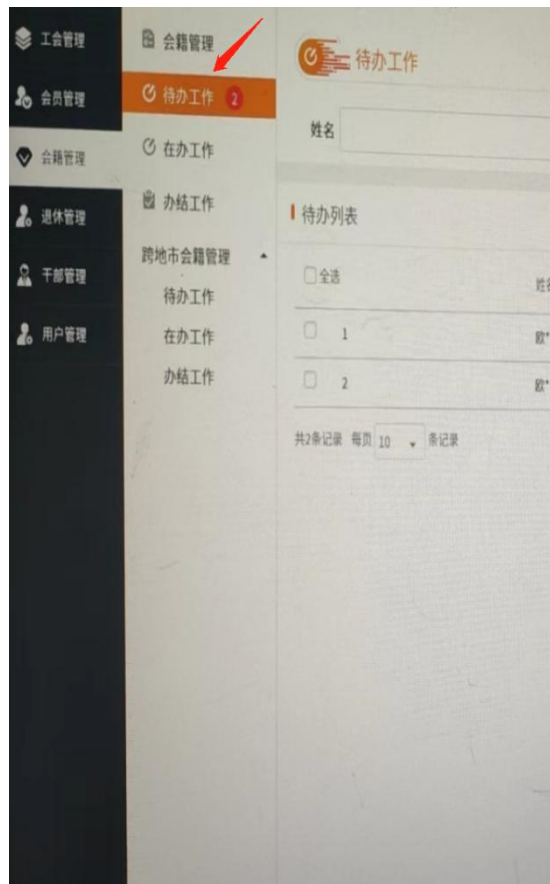 工会管理
会员管理
会籍管理
退休管理
干部管理
用户管理
会籍管理
待办工作 2
在办工作
办结工作
跨地市会籍管理
待办工作
在办工作
办结工作
待办工作
姓名
待办列表
全选 姓名
1 欧*
2 欧*
共2条记录 每页 10 条记录